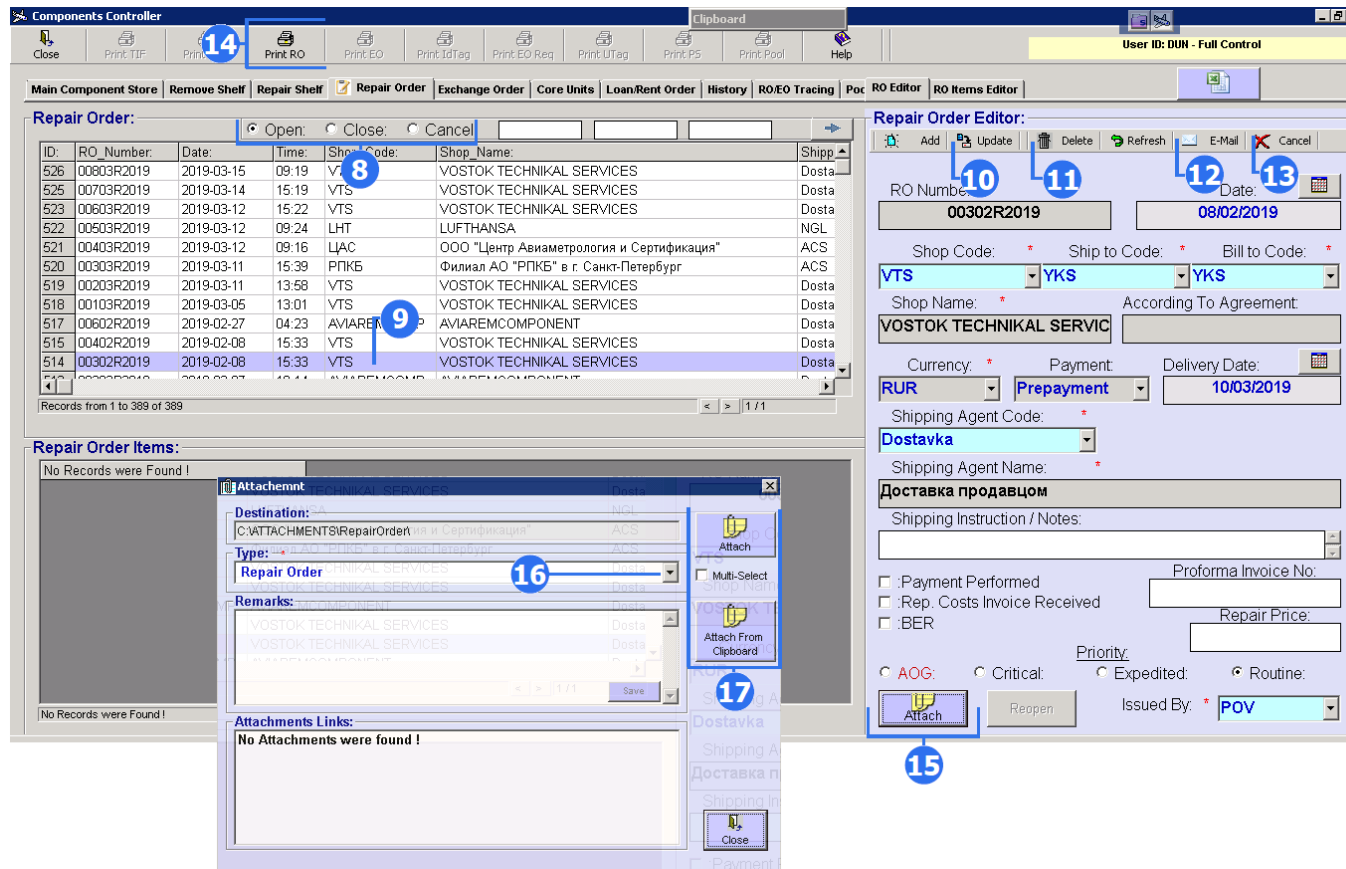 Components Controller
Clipboard
Close
Print TIF
Print RO
Print EO
Print IdTag
Print EO Req
Print UTag
Print PS
Print Pool
Help
14
User ID: DUN - Full Control
Main Component Store
Remove Shelf
Repair Shelf
Repair Order
Exchange Order
Core Units
Loan/Rent Order
History
RO/EO Tracing
RO Editor
RO Items Editor
Repair Order:
Open: Close: Cancel
8
ID: RO_Number: Date: Time: Shop_Code: Shop_Name: Shipp
526 00803R2019 2019-03-15 09:19 VOSTOK TECHNIKAL SERVICES Dosta
525 00703R2019 2019-03-14 15:19 VTS VOSTOK TECHNIKAL SERVICES Dosta
523 00603R2019 2019-03-12 15:22 VTS VOSTOK TECHNIKAL SERVICES Dosta
522 00503R2019 2019-03-12 09:24 LHT LUFTHANSA NGL
521 00403R2019 2019-03-12 09:16 ЦАС ООО "Центр Авиаметрология и Сертификация" ACS
520 00303R2019 2019-03-11 15:39 РПКБ Филиал АО "РПКБ" в г. Санкт-Петербург ACS
519 00203R2019 2019-03-11 13:58 VTS VOSTOK TECHNIKAL SERVICES Dosta
518 00103R2019 2019-03-05 13:01 VTS VOSTOK TECHNIKAL SERVICES Dosta
517 00602R2019 2019-02-27 04:23 AVIAREM P AVIAREMCOMPONENT Dosta
515 00402R2019 2019-02-08 15:33 VTS VOSTOK TECHNIKAL SERVICES Dosta
514 00302R2019 2019-02-08 15:33 VTS VOSTOK TECHNIKAL SERVICES Dosta
9
Records from 1 to 389 of 389
< > 1/1
Repair Order Items:
No Records were Found !
No Records were Found !
Repair Order Editor:
Add Update Delete Refresh E-Mail Cancel
10 11 12 13
RO Number Date:
00302R2019 08/02/2019
Shop Code: * Ship to Code: * Bill to Code: *
VTS YKS YKS
Shop Name: * According To Agreement:
VOSTOK TECHNIKAL SERVIC
Currency: * Payment: Delivery Date:
RUR Prepayment 10/03/2019
Shipping Agent Code: *
Dostavka
Shipping Agent Name: *
Доставка продавцом
Shipping Instruction / Notes:
:Payment Performed
Proforma Invoice No:
:Rep. Costs Invoice Received
Repair Price:
:BER
Priority:
AOG: Critical: Expedited: Routine:
Attach Reopen Issued By: * POV
15
Attachemnt
Destination:
C:\ATTACHMENTS\RepairOrder\
Type: *
Repair Order
16
Remarks:
Save
Attachments Links:
No Attachments were found !
Attach
Multi-Select
Attach From
Clipboard
17
Close